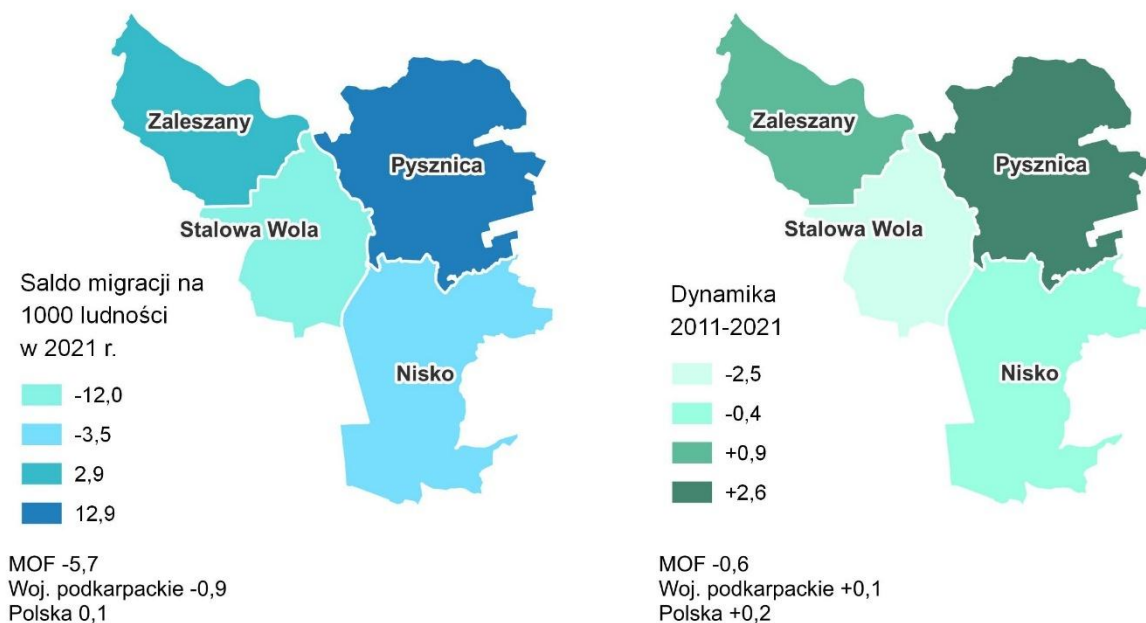 Zaleszany
Pysznica
Stalowa Wola
Nisko
Saldo migracji na
1000 ludności
w 2021 r.
-12,0
-3,5
2,9
12,9
MOF -5,7
Woj. podkarpackie -0,9
Polska 0,1
Zaleszany
Pysznica
Stalowa Wola
Nisko
Dynamika
2011-2021
-2,5
-0,4
+0,9
+2,6
MOF -0,6
Woj. podkarpackie +0,1
Polska +0,2